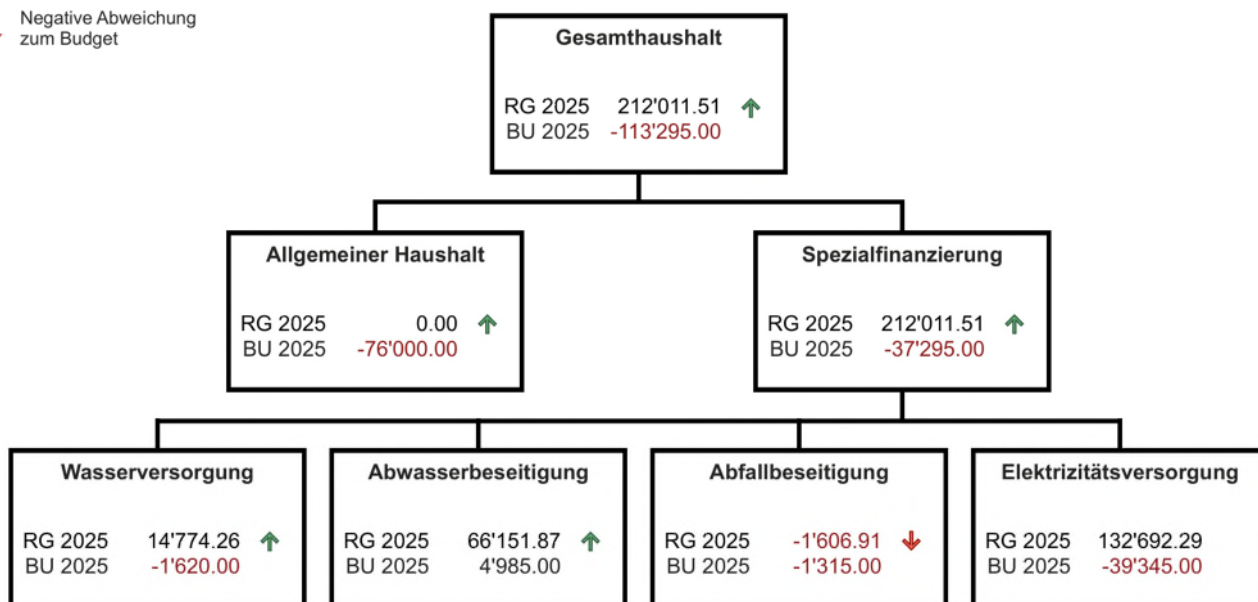 Negative Abweichung
zum Budget
Gesamthaushalt
RG 2025 212'011.51
BU 2025 -113'295.00
Allgemeiner Haushalt
RG 2025 0.00
BU 2025 -76'000.00
Spezialfinanzierung
RG 2025 212'011.51
BU 2025 -37'295.00
Wasserversorgung
RG 2025 14'774.26
BU 2025 -1'620.00
Abwasserbeseitigung
RG 2025 66'151.87
BU 2025 4'985.00
Abfallbeseitigung
RG 2025 -1'606.91
BU 2025 -1'315.00
Elektrizitätsversorgung
RG 2025 132'692.29
BU 2025 -39'345.00